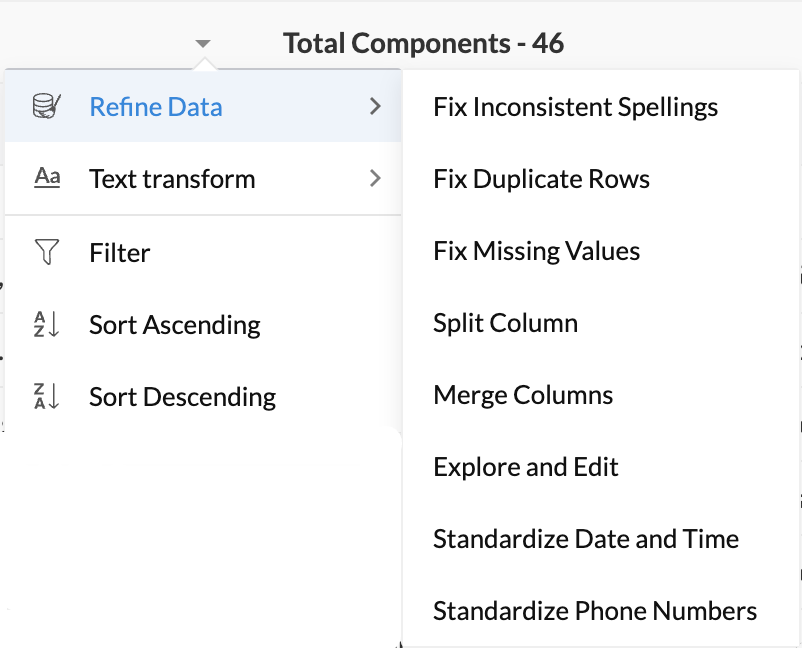 Total Components - 46
Refine Data
Aa Text transform
Filter
Sort Ascending
Sort Descending
Fix Inconsistent Spellings
Fix Duplicate Rows
Fix Missing Values
Split Column
Merge Columns
Explore and Edit
Standardize Date and Time
Standardize Phone Numbers